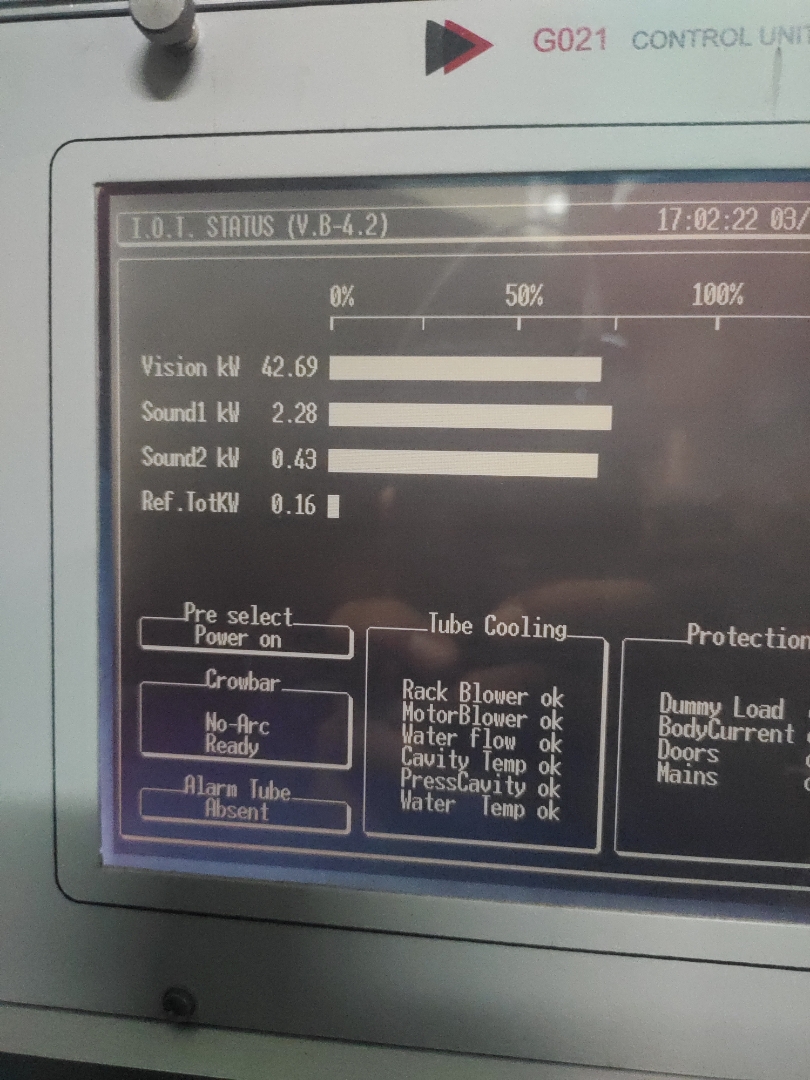 G021 CONTROL UNIT
I.O.T. STATUS (V.B-4.2) 17:02:22 03/
0% 50% 100%
Vision kW 42.69
Sound1 kW 2.28
Sound2 kW 0.43
Ref.TotKW 0.16
Pre select
Power on
Crowbar
No-Arc
Ready
Alarm Tube
Absent
Tube Cooling
Rack Blower ok
MotorBlower ok
Water flow ok
Cavity Temp ok
PressCavity ok
Water Temp ok
Protection
Dummy Load
BodyCurrent
Doors
Mains